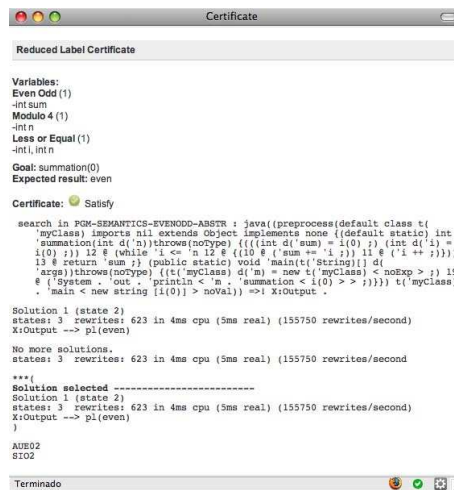 Certificate
Reduced Label Certificate
Variables:
Even Odd (1)
-int sum
Modulo 4 (1)
-int n
Less or Equal (1)
-int i, int n
Goal: summation(0)
Expected result: even
Certificate: Satisfy
search in PGM-SEMANTICS-EVENODD-ABSTR : java((preprocess(default class t(
'myClass) imports nil extends Object implements none {(default static) int
'summation(int d('n))throws(noType) {(((int d('sum) = i(0) ;) (int d('i) =
i(0) ;)) 12 @ (while 'i <= 'n 12 @ {(10 @ ('sum += 'i ;)) 11 @ ('i ++ ;)}))
13 @ return 'sum ;} (public static) void 'main(t('String)[] d(
'args))throws(noType) {(t('myClass) d('m) = new t('myClass) < noExp > ;) 19
@ ('System . 'out . 'println < 'm . 'summation < i(0) > > ;)}}) t('myClass)
. 'main < new string [i(0)] > noVal)) =>! X:Output .
Solution 1 (state 2)
states: 3 rewrites: 623 in 4ms cpu (5ms real) (155750 rewrites/second)
X:Output --> pl(even)
No more solutions.
states: 3 rewrites: 623 in 4ms cpu (5ms real) (155750 rewrites/second
***(
Solution selected -------------------------
Solution 1 (state 2)
states: 3 rewrites: 623 in 4ms cpu (5ms real) (155750 rewrites/second)
X:Output --> pl(even)
)
AUE02
SIO2
Terminado